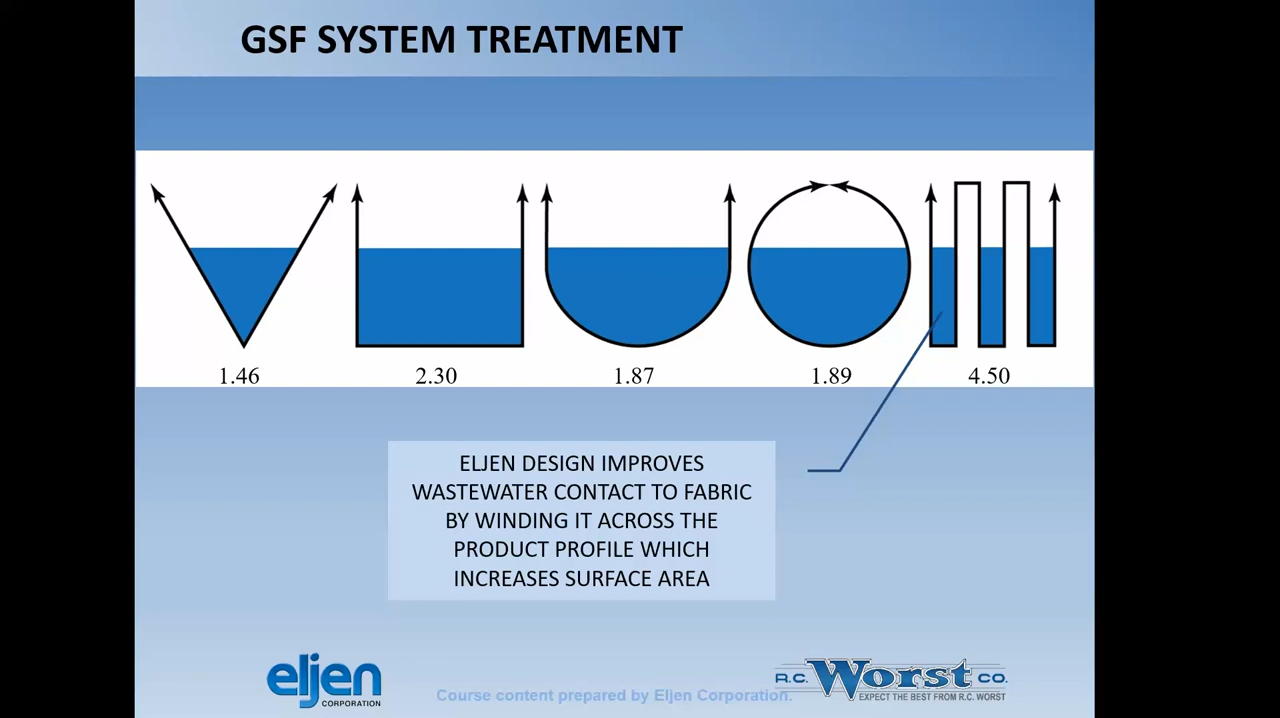 GSF SYSTEM TREATMENT
1.46 2.30 1.87 1.89 4.50
ELJEN DESIGN IMPROVES
WASTEWATER CONTACT TO FABRIC
BY WINDING IT ACROSS THE
PRODUCT PROFILE WHICH
INCREASES SURFACE AREA
eljen
CORPORATION
Course content prepared by Eljen Corporation.
R.C. Worst CO.
EXPECT THE BEST FROM R.C. WORST